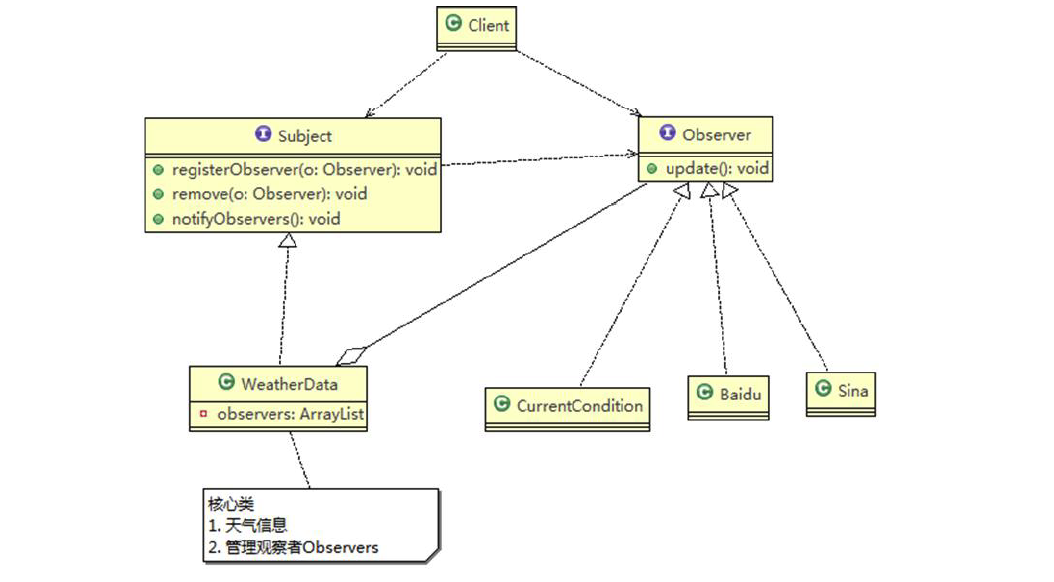 Client
Subject
registerObserver(o: Observer): void
remove(o: Observer): void
notifyObservers(): void
Observer
update(): void
WeatherData
observers: ArrayList
CurrentCondition
Baidu
Sina
核心类
1. 天气信息
2. 管理观察者Observers